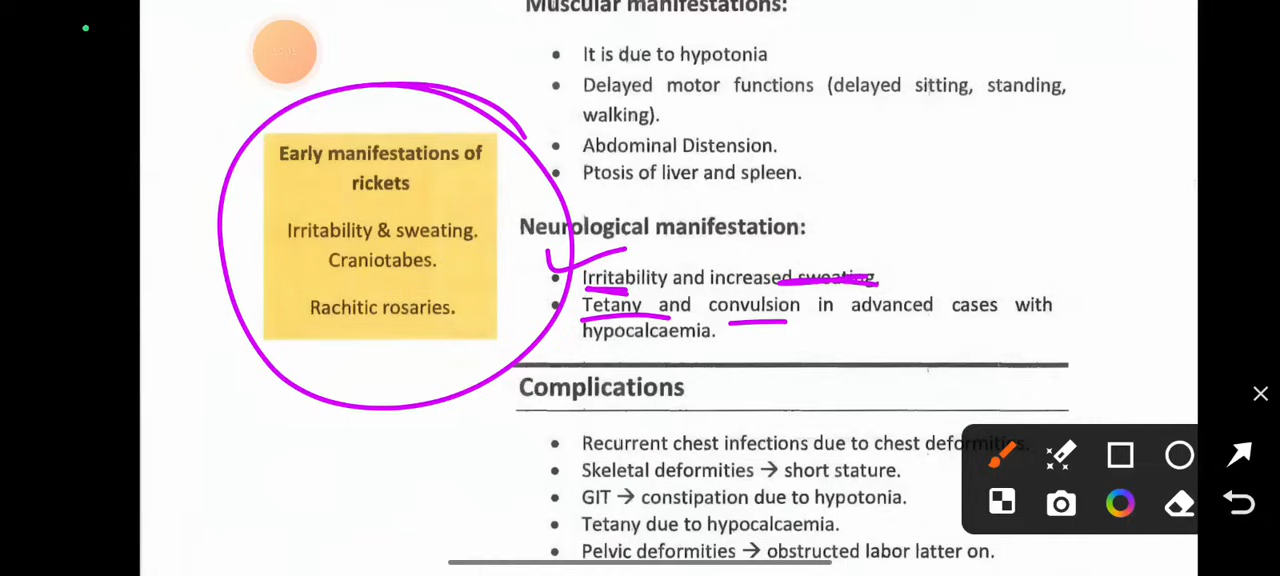 Muscular manifestations:
• It is due to hypotonia
• Delayed motor functions (delayed sitting, standing,
walking).
• Abdominal Distension.
• Ptosis of liver and spleen.
Early manifestations of
rickets
Irritability & sweating.
Craniotabes.
Rachitic rosaries.
Neurological manifestation:
• Irritability and increased sweating.
• Tetany and convulsion in advanced cases with
hypocalcaemia.
Complications
• Recurrent chest infections due to chest deformities.
• Skeletal deformities → short stature.
• GIT → constipation due to hypotonia.
• Tetany due to hypocalcaemia.
• Pelvic deformities → obstructed labor latter on.